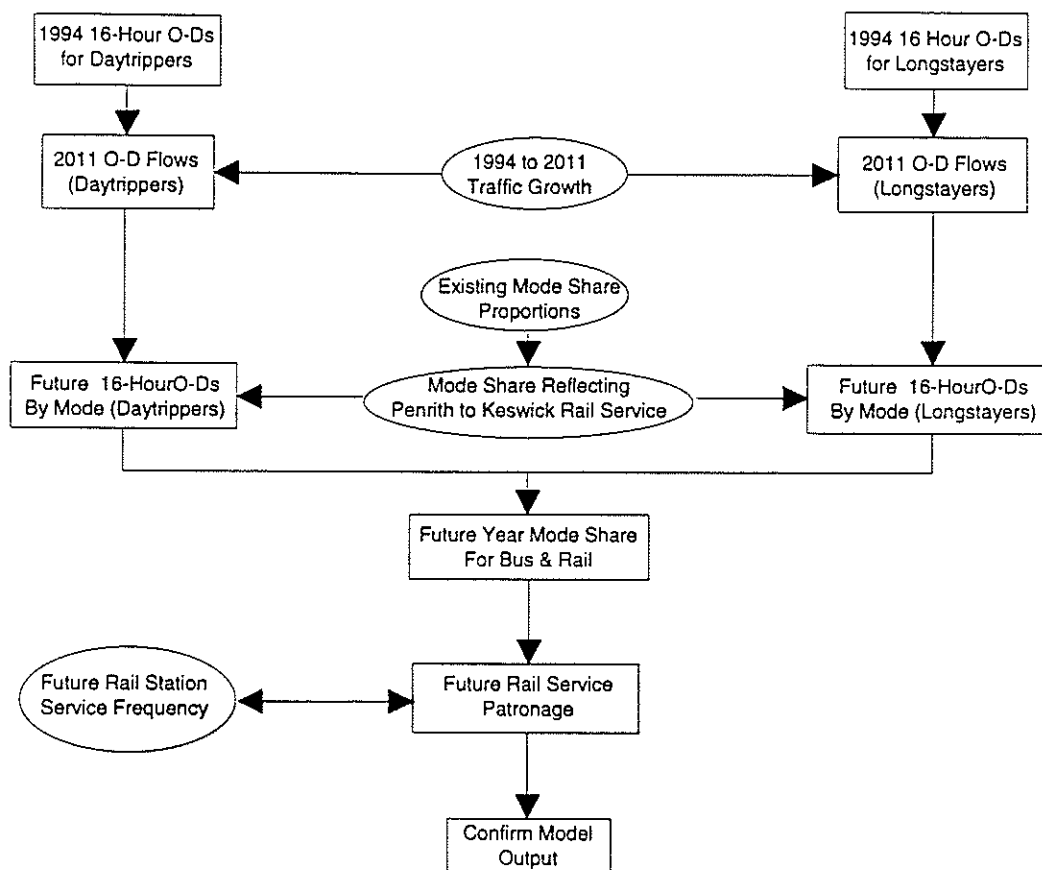 1994 16-Hour O-Ds
for Daytrippers
1994 16 Hour O-Ds
for Longstayers
2011 O-D Flows
(Daytrippers)
1994 to 2011
Traffic Growth
2011 O-D Flows
(Longstayers)
Existing Mode Share
Proportions
Future 16-HourO-Ds
By Mode (Daytrippers)
Mode Share Reflecting
Penrith to Keswick Rail Service
Future 16-HourO-Ds
By Mode (Longstayers)
Future Year Mode Share
For Bus & Rail
Future Rail Station
Service Frequency
Future Rail Service
Patronage
Confirm Model
Output